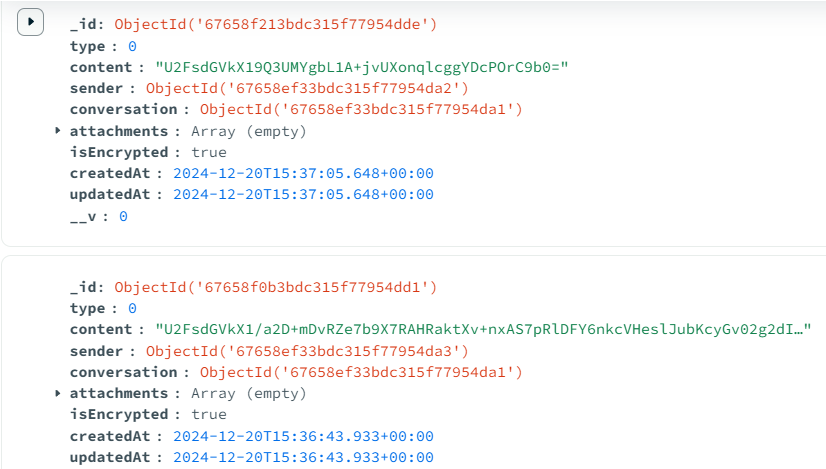 _id: ObjectId('67658f213bdc315f77954dde')
type : 0
content : "U2FsdGVkX19Q3UMYgbL1A+jvUXonqlcggYDcPOrC9b0="
sender : ObjectId('67658ef33bdc315f77954da2')
conversation : ObjectId('67658ef33bdc315f77954da1')
attachments : Array (empty)
isEncrypted : true
createdAt : 2024-12-20T15:37:05.648+00:00
updatedAt : 2024-12-20T15:37:05.648+00:00
__v : 0
_id: ObjectId('67658f0b3bdc315f77954dd1')
type : 0
content : "U2FsdGVkX1/a2D+mDvRZe7b9X7RAHRaktXv+nxAS7pRlDFY6nkcVHeslJubKcyGv02g2dI…"
sender : ObjectId('67658ef33bdc315f77954da3')
conversation : ObjectId('67658ef33bdc315f77954da1')
attachments : Array (empty)
isEncrypted : true
createdAt : 2024-12-20T15:36:43.933+00:00
updatedAt : 2024-12-20T15:36:43.933+00:00